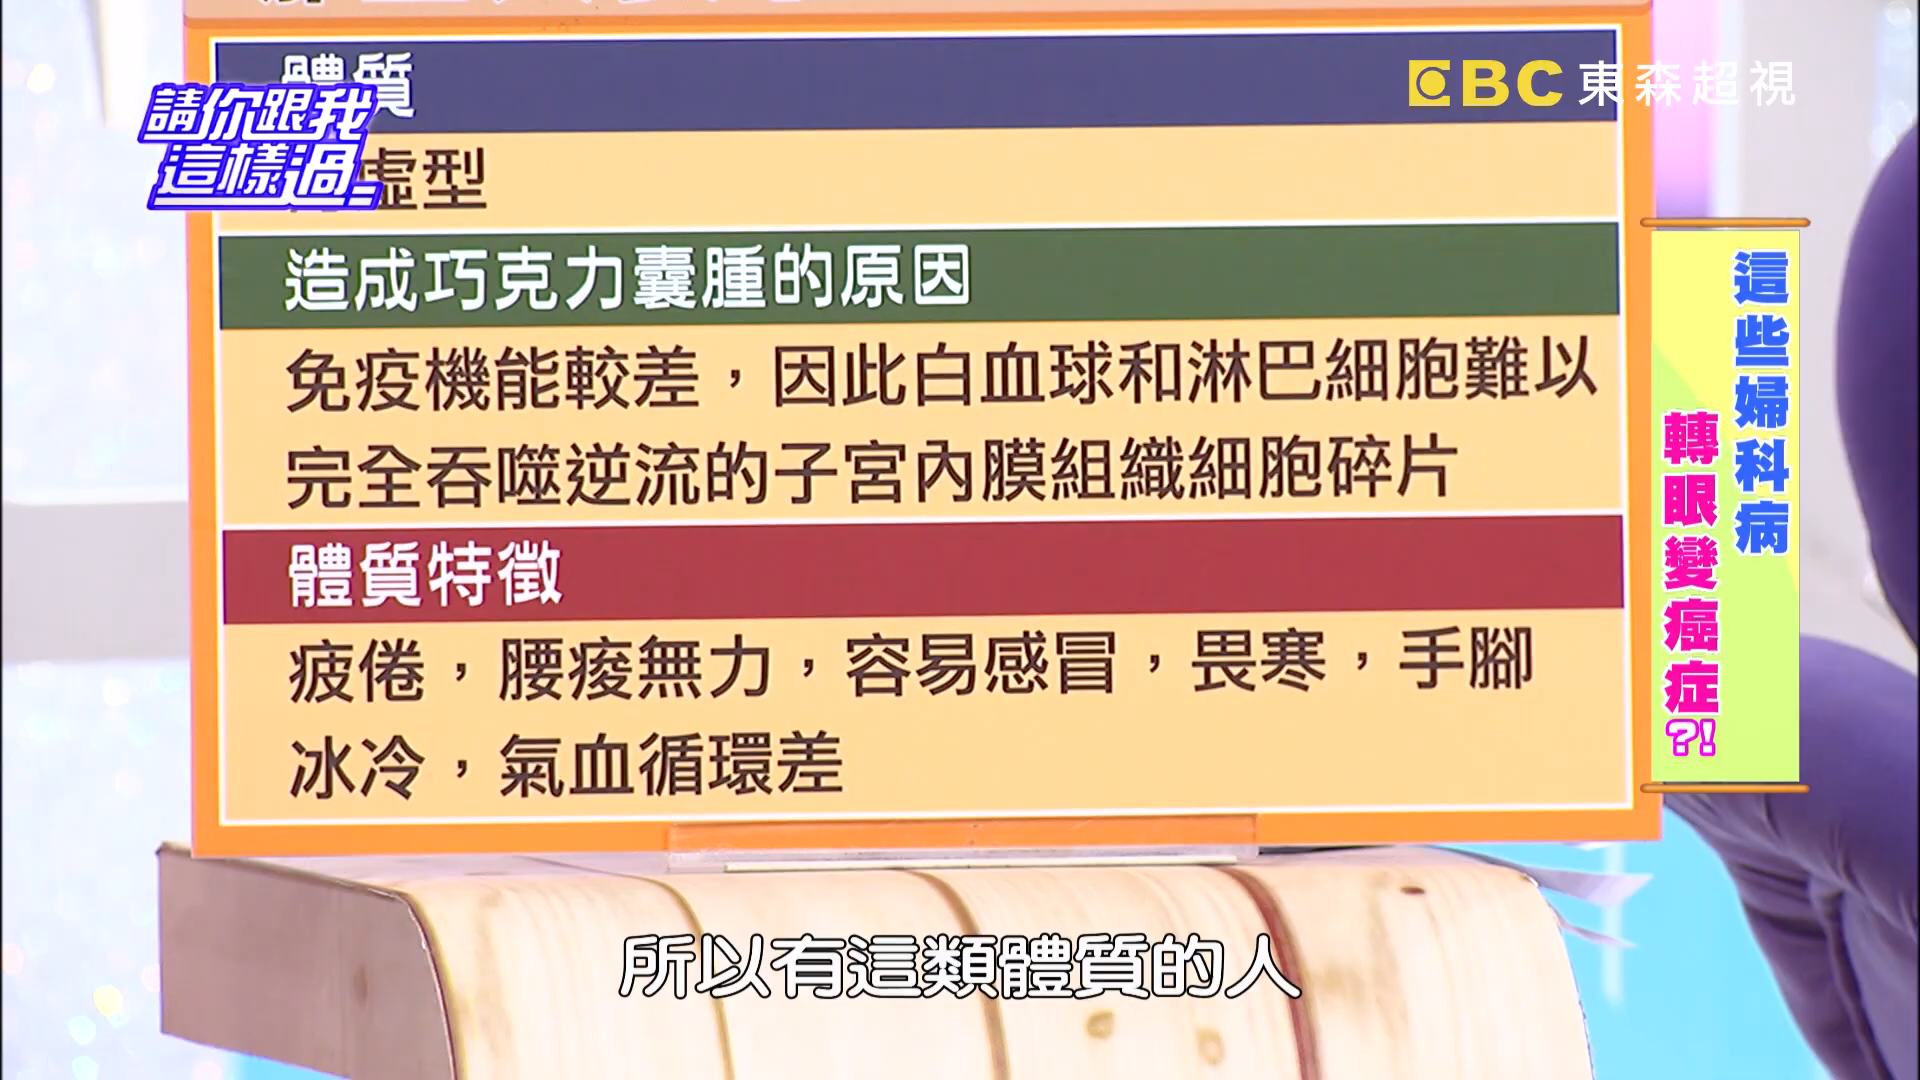 體質
虛型
造成巧克力囊腫的原因
免疫機能較差，因此白血球和淋巴細胞難以
完全吞噬逆流的子宮內膜組織細胞碎片
體質特徵
疲倦，腰痠無力，容易感冒，畏寒，手腳
冰冷，氣血循環差
請你跟我
這樣過
EBC 東森超視
這些婦科病
轉眼變癌症?!
所以有這類體質的人